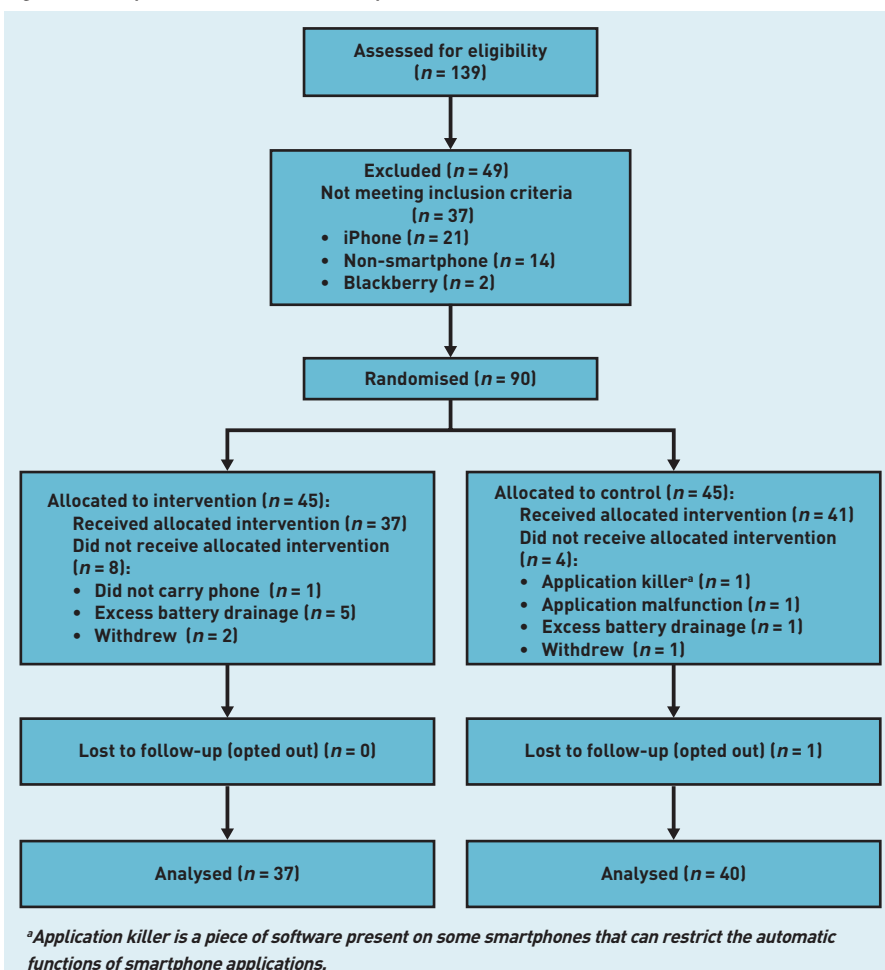 Assessed for eligibility
(n = 139)
Excluded (n = 49)
Not meeting inclusion criteria
(n = 37)
• iPhone (n = 21)
• Non-smartphone (n = 14)
• Blackberry (n = 2)
Randomised (n = 90)
Allocated to intervention (n = 45):
Received allocated intervention (n = 37)
Did not receive allocated intervention
(n = 8):
• Did not carry phone (n = 1)
• Excess battery drainage (n = 5)
• Withdrew (n = 2)
Allocated to control (n = 45):
Received allocated intervention (n = 41)
Did not receive allocated intervention
(n = 4):
• Application killerᵃ (n = 1)
• Application malfunction (n = 1)
• Excess battery drainage (n = 1)
• Withdrew (n = 1)
Lost to follow-up (opted out) (n = 0)
Lost to follow-up (opted out) (n = 1)
Analysed (n = 37)
Analysed (n = 40)
ᵃApplication killer is a piece of software present on some smartphones that can restrict the automatic
functions of smartphone applications.